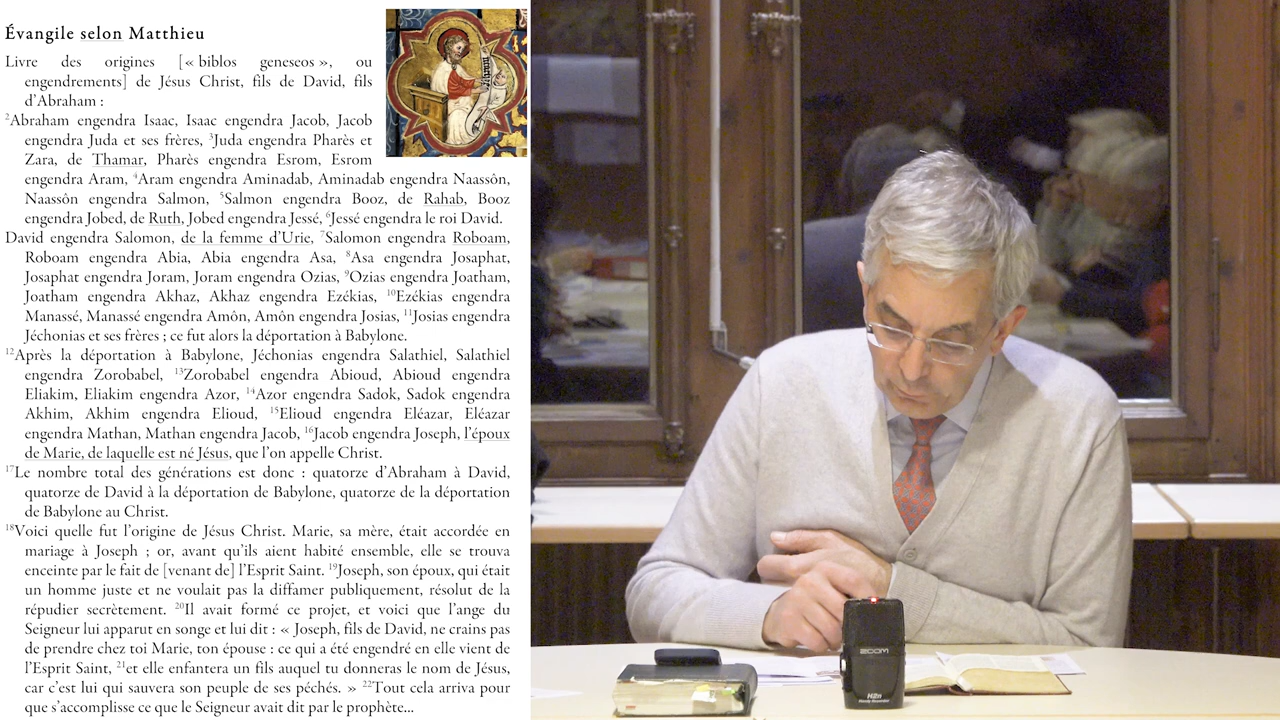 Évangile selon Matthieu
Livre des origines [« biblos geneseos », ou
engendrements] de Jésus Christ, fils de David, fils
d'Abraham :
²Abraham engendra Isaac, Isaac engendra Jacob, Jacob
engendra Juda et ses frères, ³Juda engendra Pharès et
Zara, de Thamar, Pharès engendra Esrom, Esrom
engendra Aram, ⁴Aram engendra Aminadab, Aminadab engendra Naassôn,
Naassôn engendra Salmon, ⁵Salmon engendra Booz, de Rahab, Booz
engendra Jobed, de Ruth, Jobed engendra Jessé, ⁶Jessé engendra le roi David.
David engendra Salomon, de la femme d'Urie, ⁷Salomon engendra Roboam,
Roboam engendra Abia, Abia engendra Asa, ⁸Asa engendra Josaphat,
Josaphat engendra Joram, Joram engendra Ozias, ⁹Ozias engendra Joatham,
Joatham engendra Akhaz, Akhaz engendra Ezékias, ¹⁰Ezékias engendra
Manassé, Manassé engendra Amôn, Amôn engendra Josias, ¹¹Josias engendra
Jéchonias et ses frères ; ce fut alors la déportation à Babylone.
¹²Après la déportation à Babylone, Jéchonias engendra Salathiel, Salathiel
engendra Zorobabel, ¹³Zorobabel engendra Abioud, Abioud engendra
Eliakim, Eliakim engendra Azor, ¹⁴Azor engendra Sadok, Sadok engendra
Akhim, Akhim engendra Elioud, ¹⁵Elioud engendra Eléazar, Eléazar
engendra Mathan, Mathan engendra Jacob, ¹⁶Jacob engendra Joseph, l'époux
de Marie, de laquelle est né Jésus, que l'on appelle Christ.
¹⁷Le nombre total des générations est donc : quatorze d'Abraham à David,
quatorze de David à la déportation de Babylone, quatorze de la déportation
de Babylone au Christ.
¹⁸Voici quelle fut l'origine de Jésus Christ. Marie, sa mère, était accordée en
mariage à Joseph ; or, avant qu'ils aient habité ensemble, elle se trouva
enceinte par le fait de [venant de] l'Esprit Saint. ¹⁹Joseph, son époux, qui était
un homme juste et ne voulait pas la diffamer publiquement, résolut de la
répudier secrètement. ²⁰Il avait formé ce projet, et voici que l'ange du
Seigneur lui apparut en songe et lui dit : « Joseph, fils de David, ne crains pas
de prendre chez toi Marie, ton épouse : ce qui a été engendré en elle vient de
l'Esprit Saint, ²¹et elle enfantera un fils auquel tu donneras le nom de Jésus,
car c'est lui qui sauvera son peuple de ses péchés. » ²²Tout cela arriva pour
que s'accomplisse ce que le Seigneur avait dit par le prophète...
ZOOM
H2n
Handy Recorder